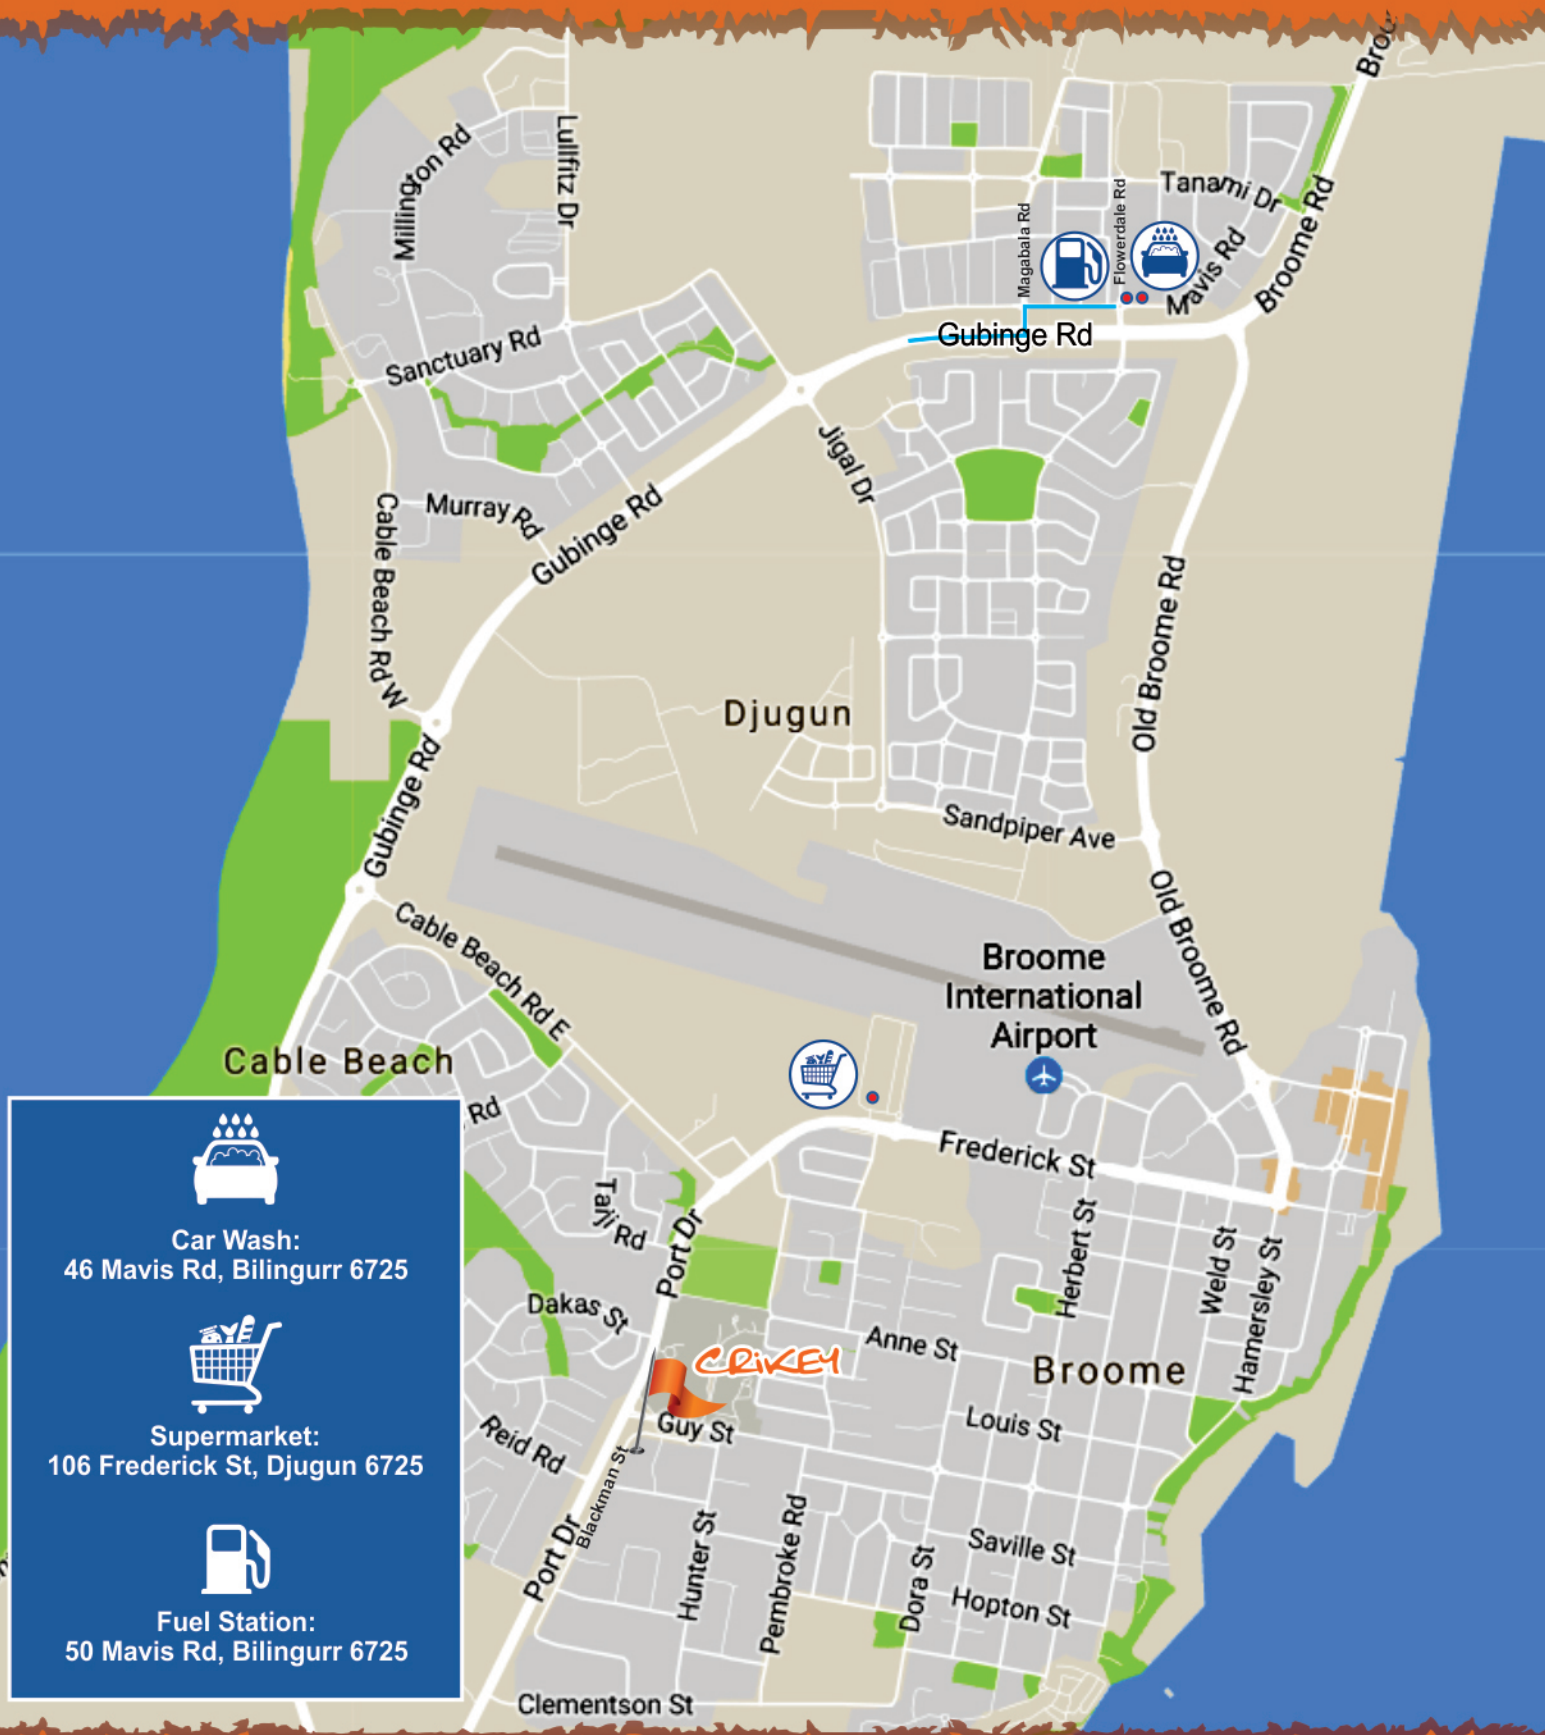 Broo
Millington Rd
Lullfitz Dr
Tanami Dr
Magabala Rd
Flowerdale Rd
Mavis Rd
Broome Rd
Gubinge Rd
Sanctuary Rd
Jigal Dr
Cable Beach Rd W
Murray Rd
Gubinge Rd
Old Broome Rd
Djugun
Gubinge Rd
Sandpiper Ave
Old Broome Rd
Cable Beach Rd E
Broome
International
Airport
Cable Beach
Rd
Frederick St
Tarji Rd
Port Dr
Herbert St
Weld St
Hamersley St
Dakas St
CRiKEY
Anne St
Broome
Guy St
Louis St
Reid Rd
Blackman St
Port Dr
Hunter St
Pembroke Rd
Dora St
Saville St
Hopton St
Clementson St
Car Wash:
46 Mavis Rd, Bilingurr 6725
Supermarket:
106 Frederick St, Djugun 6725
Fuel Station:
50 Mavis Rd, Bilingurr 6725